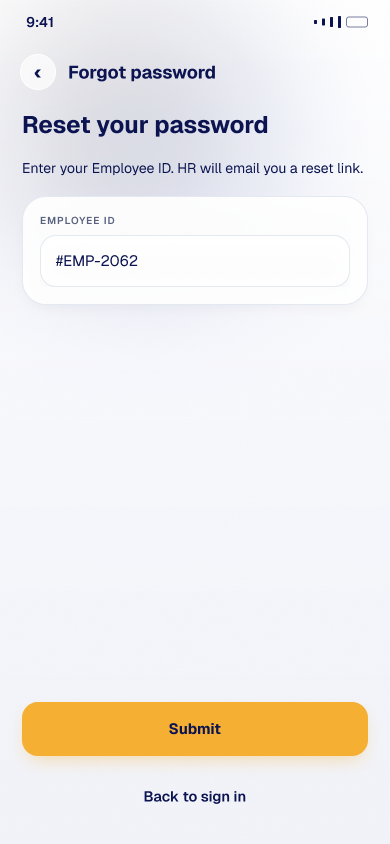 9:41
‹ Forgot password
Reset your password
Enter your Employee ID. HR will email you a reset link.
EMPLOYEE ID
#EMP-2062
Submit
Back to sign in